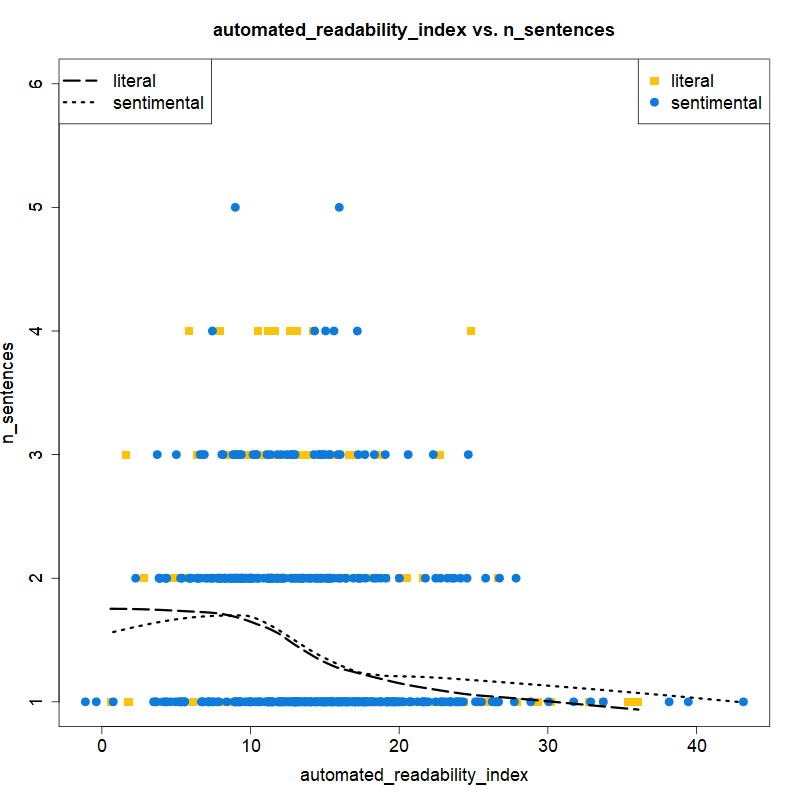 automated_readability_index vs. n_sentences
literal
sentimental
literal
sentimental
n_sentences
6
5
4
3
2
1
0 10 20 30 40
automated_readability_index